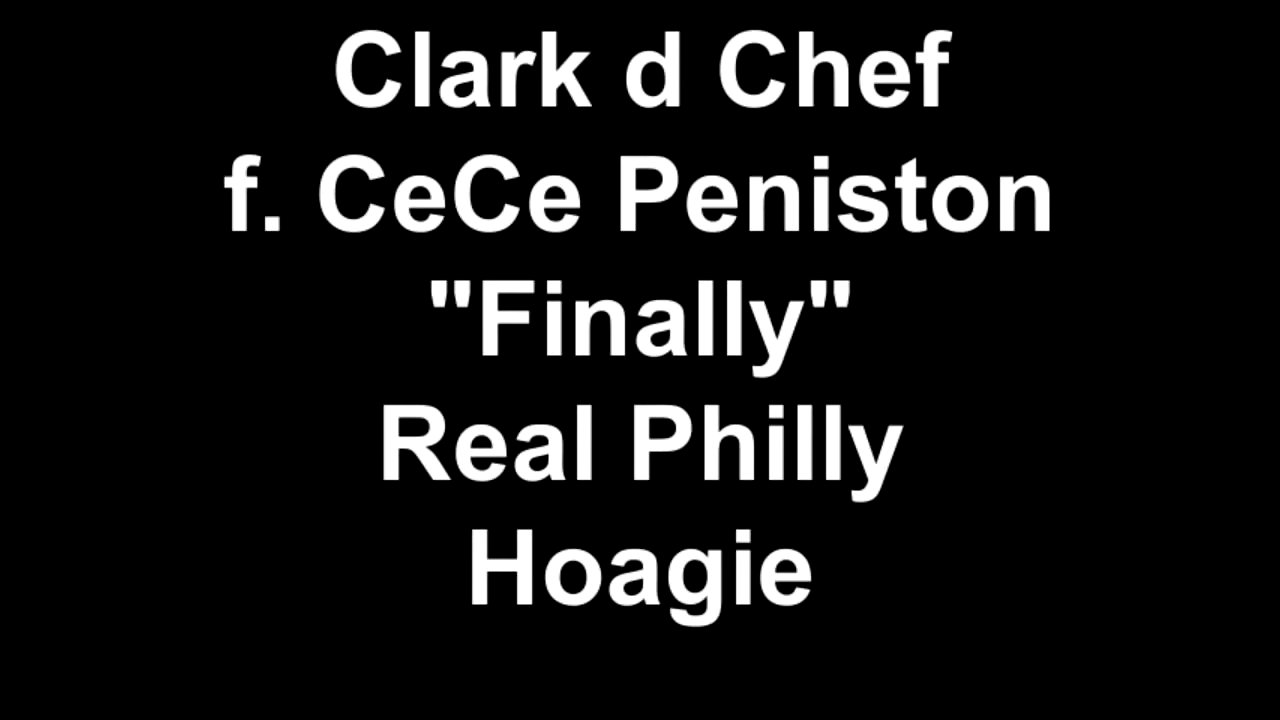 Clark d Chef
f. CeCe Peniston
"Finally"
Real Philly
Hoagie